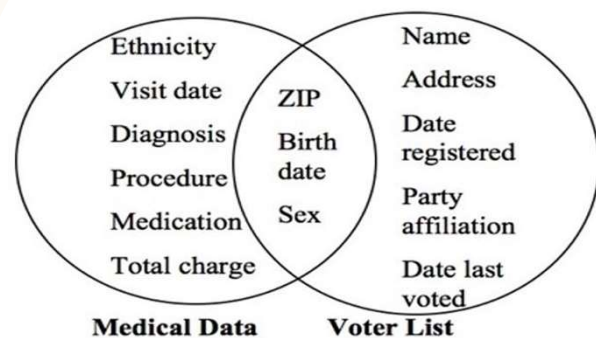 Ethnicity
Visit date
Diagnosis
Procedure
Medication
Total charge
ZIP
Birth
date
Sex
Name
Address
Date
registered
Party
affiliation
Date last
voted
Medical Data
Voter List